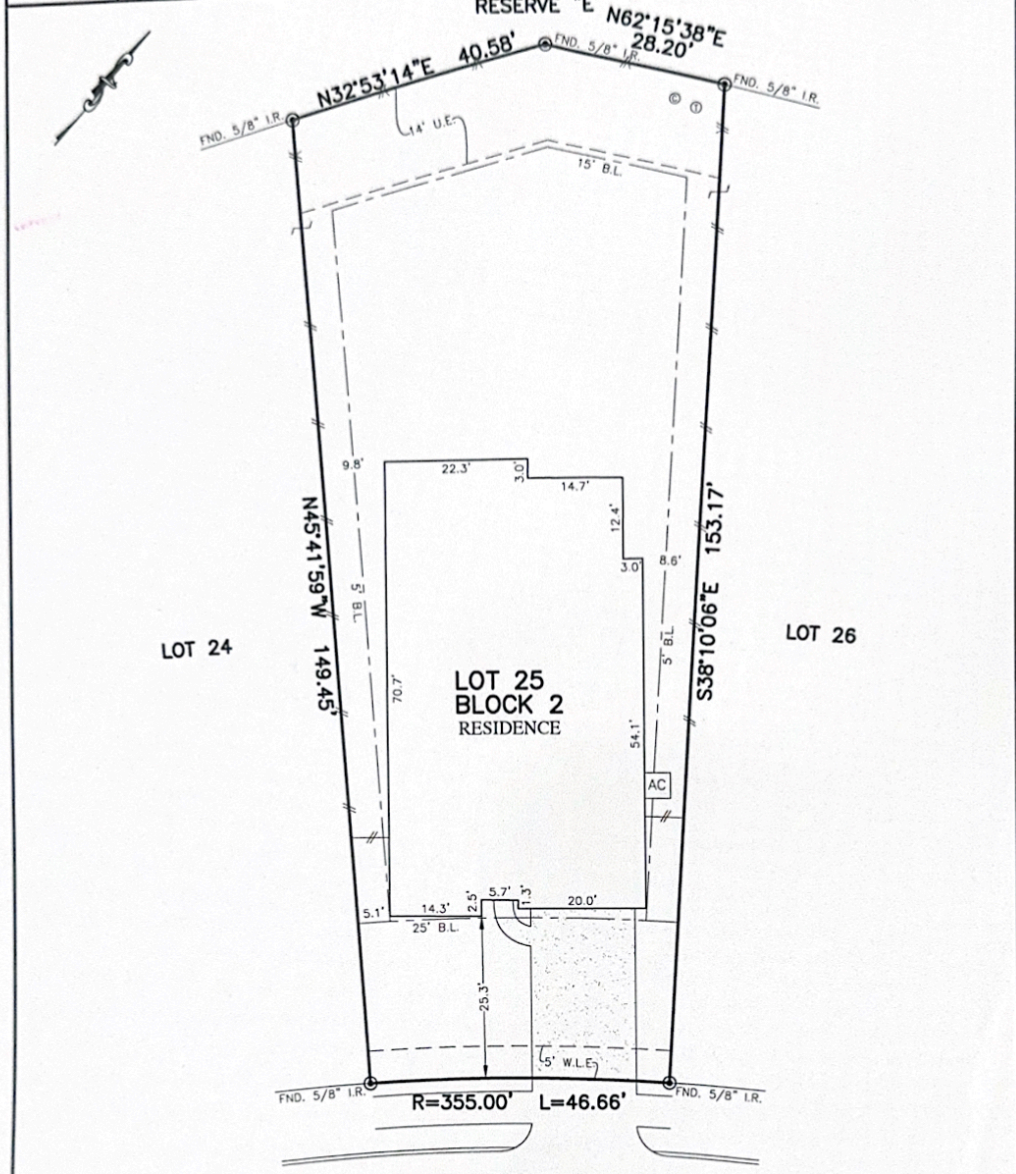 RESERVE "E
N62°15'38"E
28.20'
N32°53'14"E 40.58'
FND. 5/8" I.R.
FND. 5/8" I.R.
FND. 5/8" I.R.
C
T
14' U.E.
15' B.L.
9.8'
22.3'
3.0'
14.7'
12.4'
3.0'
8.6'
N45°41'59"W 149.45'
S38°10'06"E 153.17'
5' B.L.
5' B.L.
LOT 24
LOT 26
70.7'
LOT 25
BLOCK 2
RESIDENCE
54.1'
AC
5.1'
14.3'
2.5'
5.7'
1.3'
20.0'
25' B.L.
25.3'
5' W.L.E.
FND. 5/8" I.R.
R=355.00' L=46.66'
FND. 5/8" I.R.